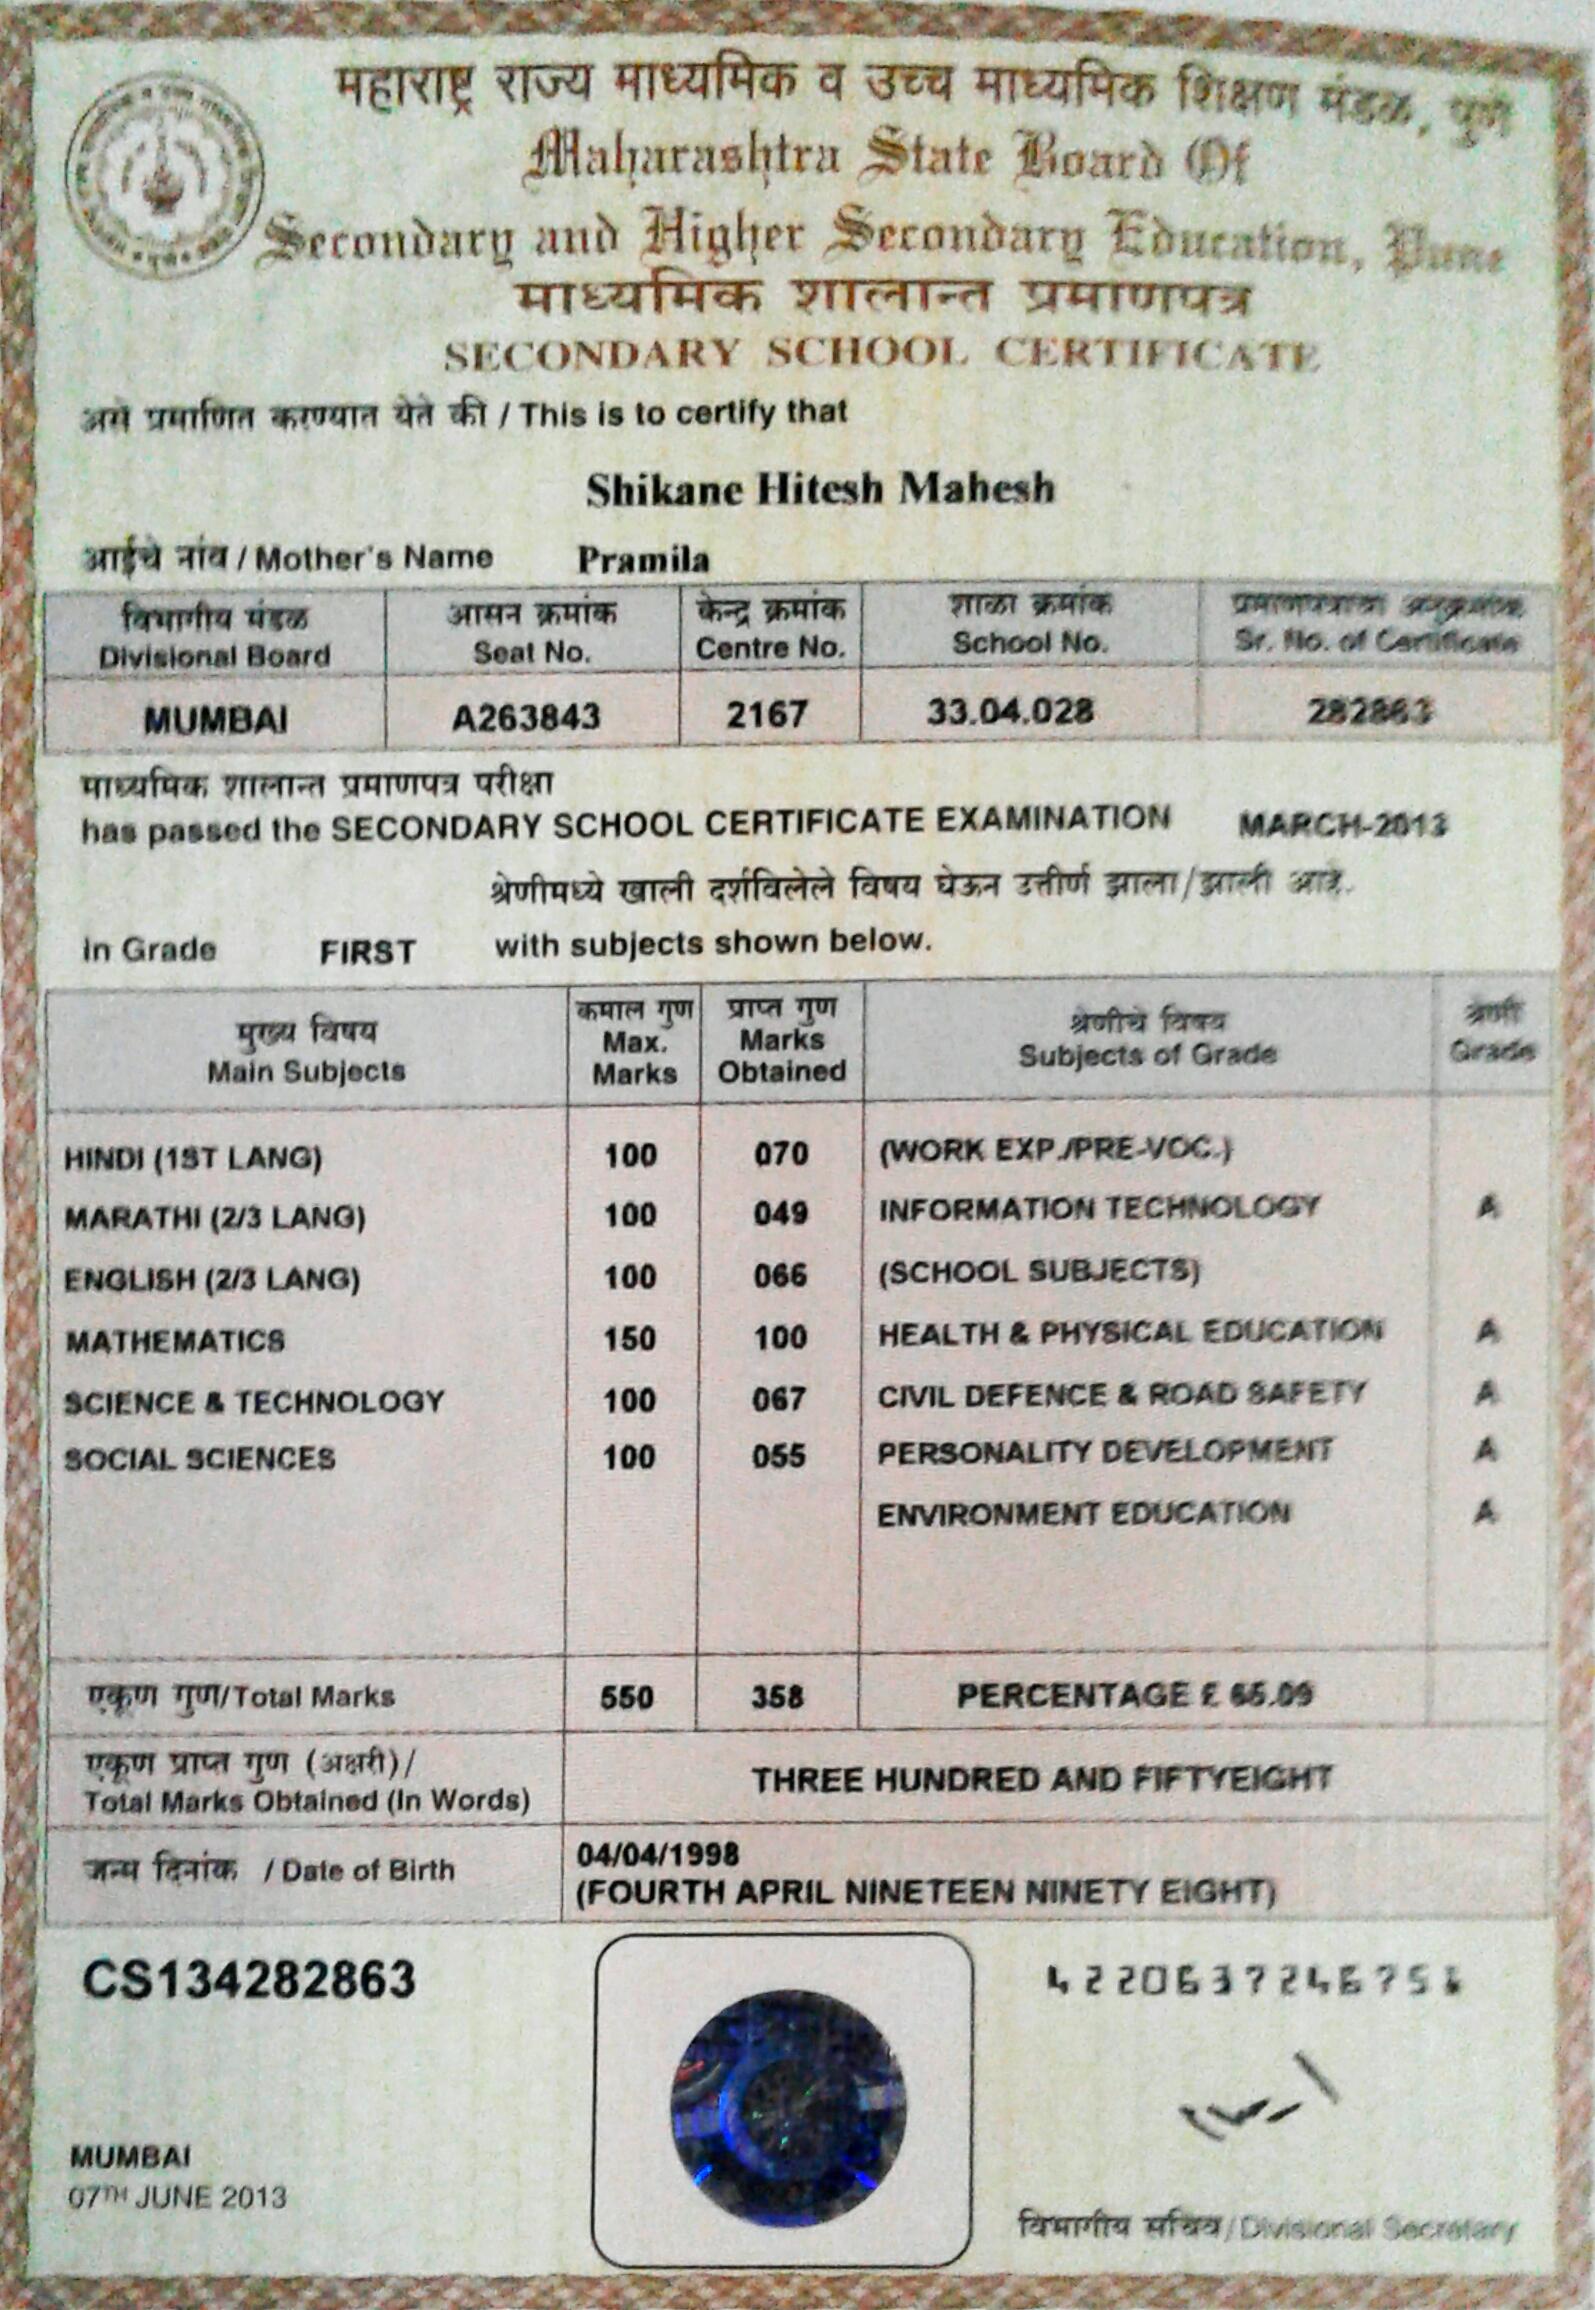 महाराष्ट्र राज्य माध्यमिक व उच्च माध्यमिक शिक्षण मंडळ, पुणे
Maharashtra State Board Of
Secondary and Higher Secondary Education, Pune
माध्यमिक शालान्त प्रमाणपत्र
SECONDARY SCHOOL CERTIFICATE
असे प्रमाणित करण्यात येते की / This is to certify that
Shikane Hitesh Mahesh
आईचे नांव / Mother's Name Pramila
विभागीय मंडळ आसन क्रमांक केन्द्र क्रमांक शाळा क्रमांक
Divisional Board Seat No. Centre No. School No. Sr. No. of Certificate
MUMBAI A263843 2167 33.04.028 282863
माध्यमिक शालान्त प्रमाणपत्र परीक्षा
has passed the SECONDARY SCHOOL CERTIFICATE EXAMINATION MARCH-2013
श्रेणीमध्ये खाली दर्शविलेले विषय घेऊन उत्तीर्ण झाला/झाली आहे.
In Grade FIRST with subjects shown below.
मुख्य विषय कमाल गुण प्राप्त गुण श्रेणीचे विषय श्रेणी
Main Subjects Max. Marks Marks Obtained Subjects of Grade Grade
HINDI (1ST LANG) 100 070 (WORK EXP./PRE-VOC.)
MARATHI (2/3 LANG) 100 049 INFORMATION TECHNOLOGY A
ENGLISH (2/3 LANG) 100 066 (SCHOOL SUBJECTS)
MATHEMATICS 150 100 HEALTH & PHYSICAL EDUCATION A
SCIENCE & TECHNOLOGY 100 067 CIVIL DEFENCE & ROAD SAFETY A
SOCIAL SCIENCES 100 055 PERSONALITY DEVELOPMENT A
ENVIRONMENT EDUCATION A
एकूण गुण/Total Marks 550 358 PERCENTAGE £ 65.09
एकूण प्राप्त गुण (अक्षरी)/
Total Marks Obtained (In Words) THREE HUNDRED AND FIFTYEIGHT
जन्म दिनांक / Date of Birth 04/04/1998
(FOURTH APRIL NINETEEN NINETY EIGHT)
CS134282863
MUMBAI
07TH JUNE 2013
विभागीय सचिव/Divisional Secretary